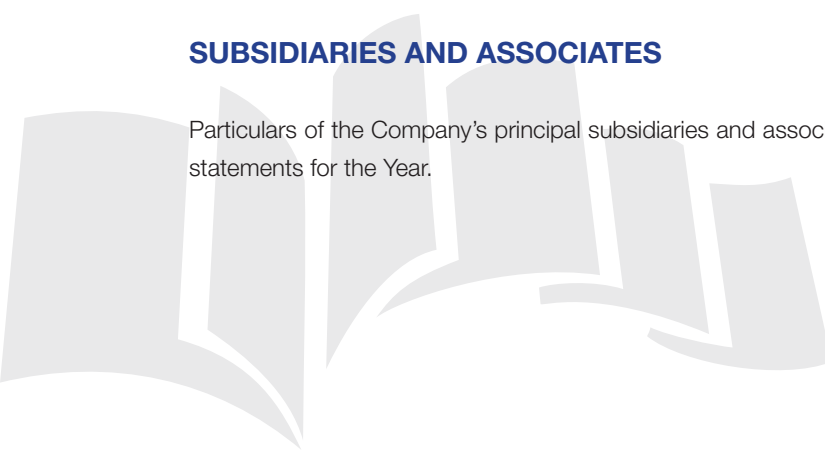 SUBSIDIARIES AND ASSOCIATES
Particulars of the Company’s principal subsidiaries and assoc
statements for the Year.